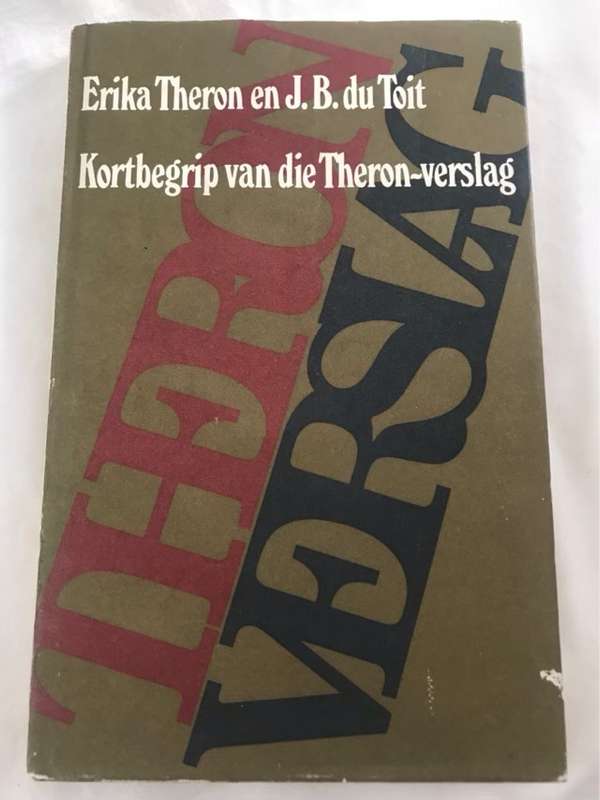 Erika Theron en J. B. du Toit
Kortbegrip van die Theron-verslag
THERON
VERSLAG